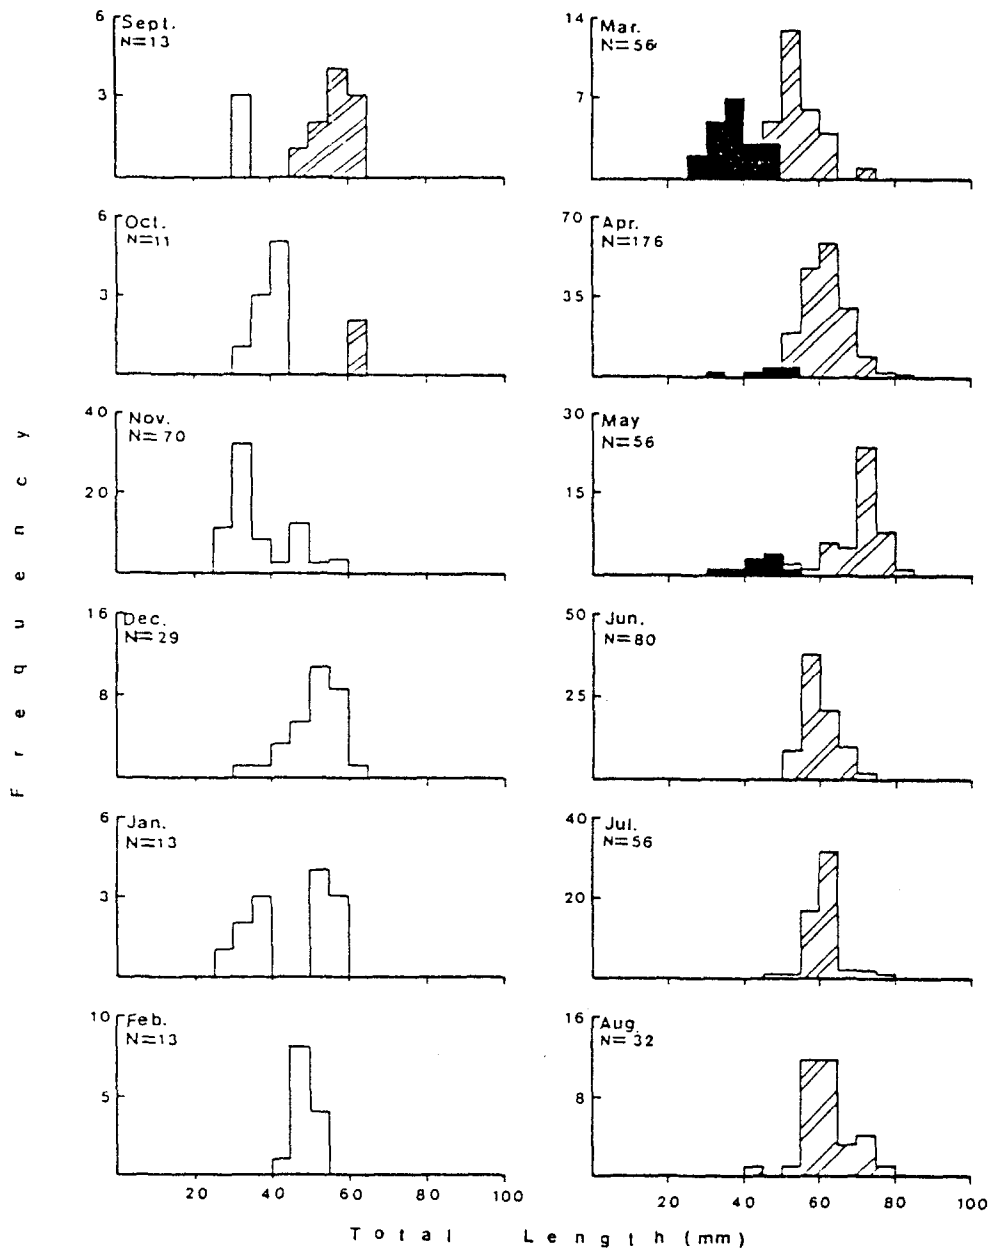 Sept.
N=13
6
3
Oct.
N=11
6
3
Nov.
N=70
40
20
Dec.
N=29
16
8
Jan.
N=13
6
3
Feb.
N=13
10
5
20 40 60 80 100
Mar.
N=56
14
7
Apr.
N=176
70
35
May
N=56
30
15
Jun.
N=80
50
25
Jul.
N=56
40
20
Aug.
N=32
16
8
20 40 60 80 100
Frequency
Total Length (mm)